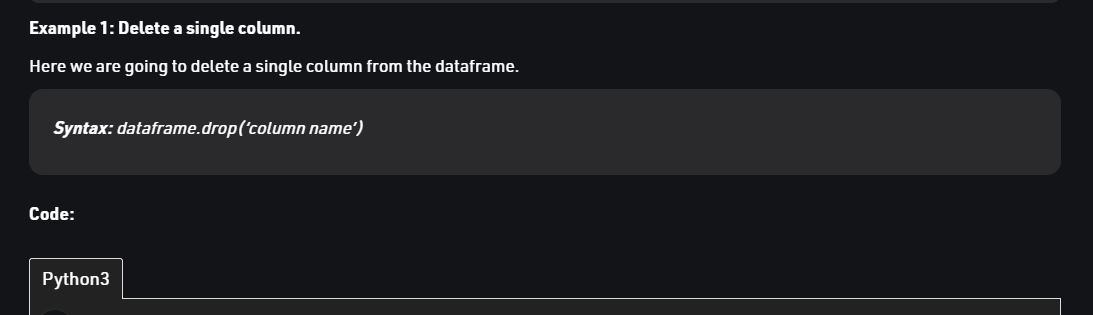 Example 1: Delete a single column.
Here we are going to delete a single column from the dataframe.
Syntax: dataframe.drop(‘column name’)
Code:
Python3